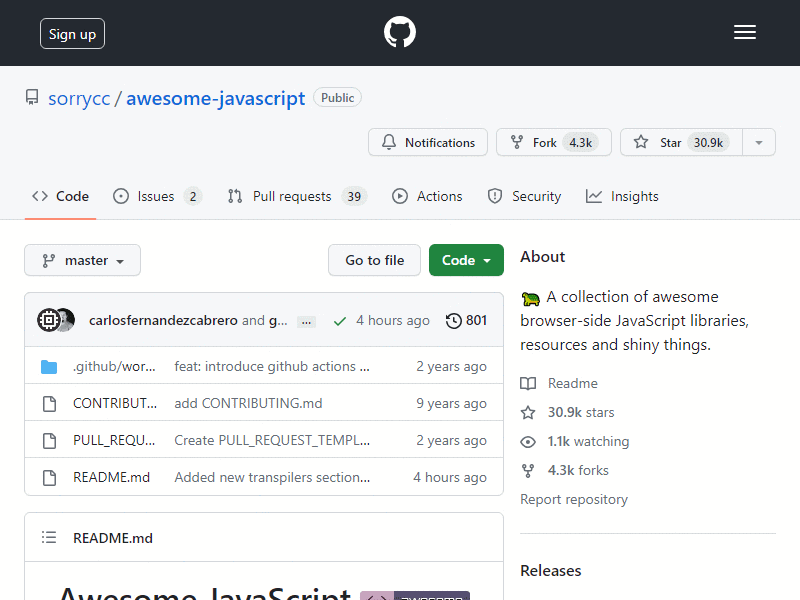 Sign up
sorrycc / awesome-javascript Public
Notifications Fork 4.3k Star 30.9k
Code Issues 2 Pull requests 39 Actions Security Insights
master Go to file Code
carlosfernandezcabrero and g... ... 4 hours ago 801
.github/wor... feat: introduce github actions ... 2 years ago
CONTRIBUT... add CONTRIBUTING.md 9 years ago
PULL_REQU... Create PULL_REQUEST_TEMPL... 2 years ago
README.md Added new transpilers section... 4 hours ago
README.md
Awesome JavaScript awesome
About
A collection of awesome
browser-side JavaScript libraries,
resources and shiny things.
Readme
30.9k stars
1.1k watching
4.3k forks
Report repository
Releases